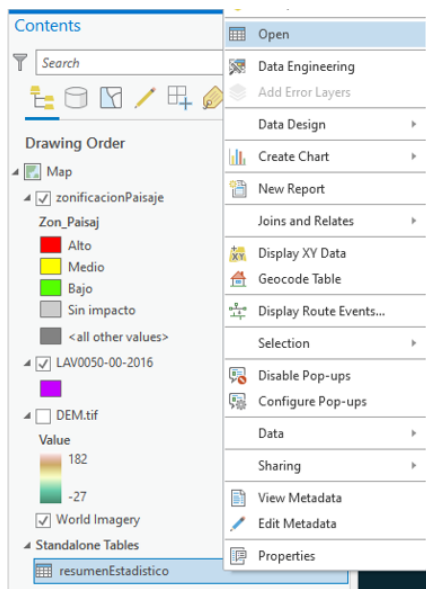 Contents
Search
Drawing Order
Map
zonificacionPaisaje
Zon_Paisaj
Alto
Medio
Bajo
Sin impacto
<all other values>
LAV0050-00-2016
DEM.tif
Value
182
-27
World Imagery
Standalone Tables
resumenEstadistico
Open
Data Engineering
Add Error Layers
Data Design
Create Chart
New Report
Joins and Relates
Display XY Data
Geocode Table
Display Route Events...
Selection
Disable Pop-ups
Configure Pop-ups
Data
Sharing
View Metadata
Edit Metadata
Properties